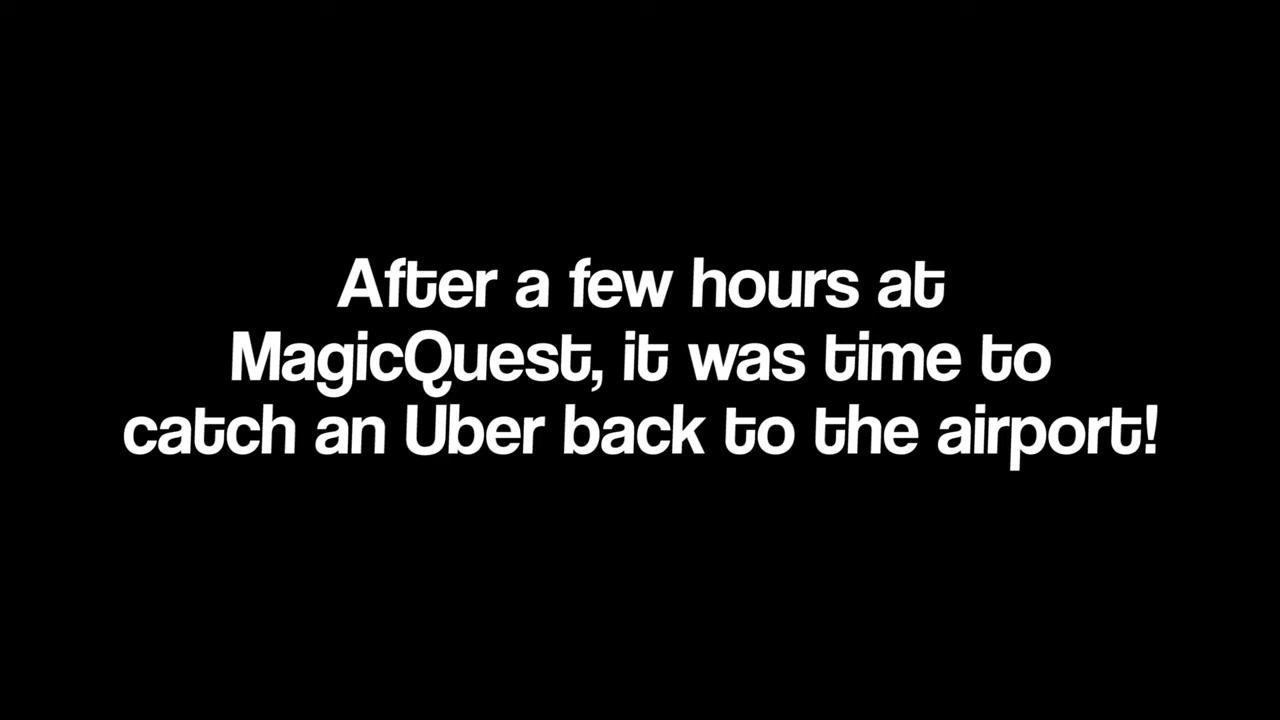 After a few hours at
MagicQuest, it was time to
catch an Uber back to the airport!